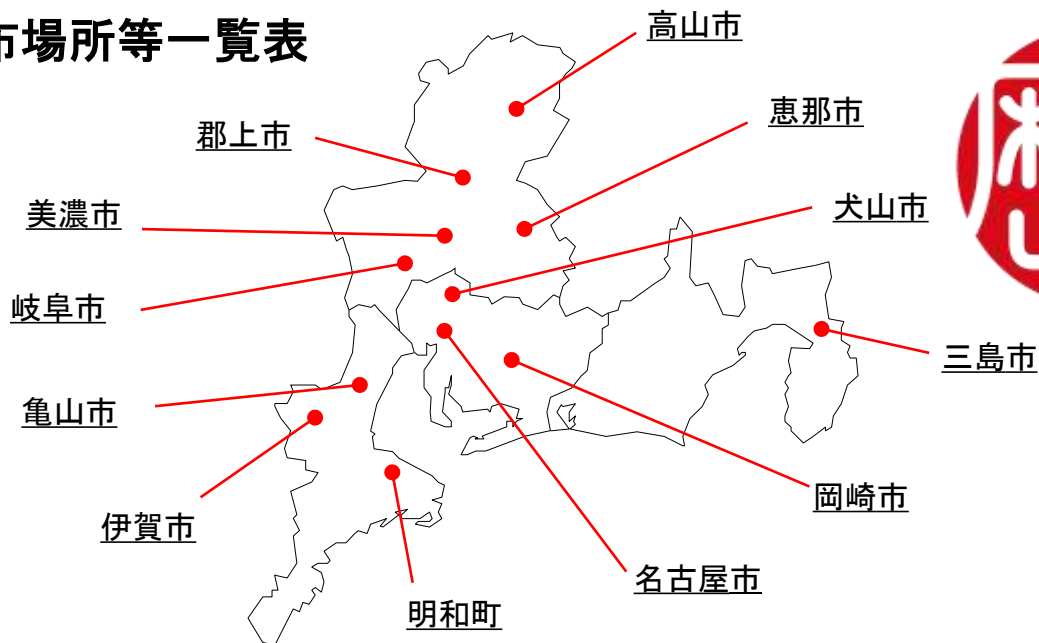 市場所等一覧表
高山市
恵那市
郡上市
犬山市
美濃市
岐阜市
三島市
亀山市
岡崎市
伊賀市
名古屋市
明和町